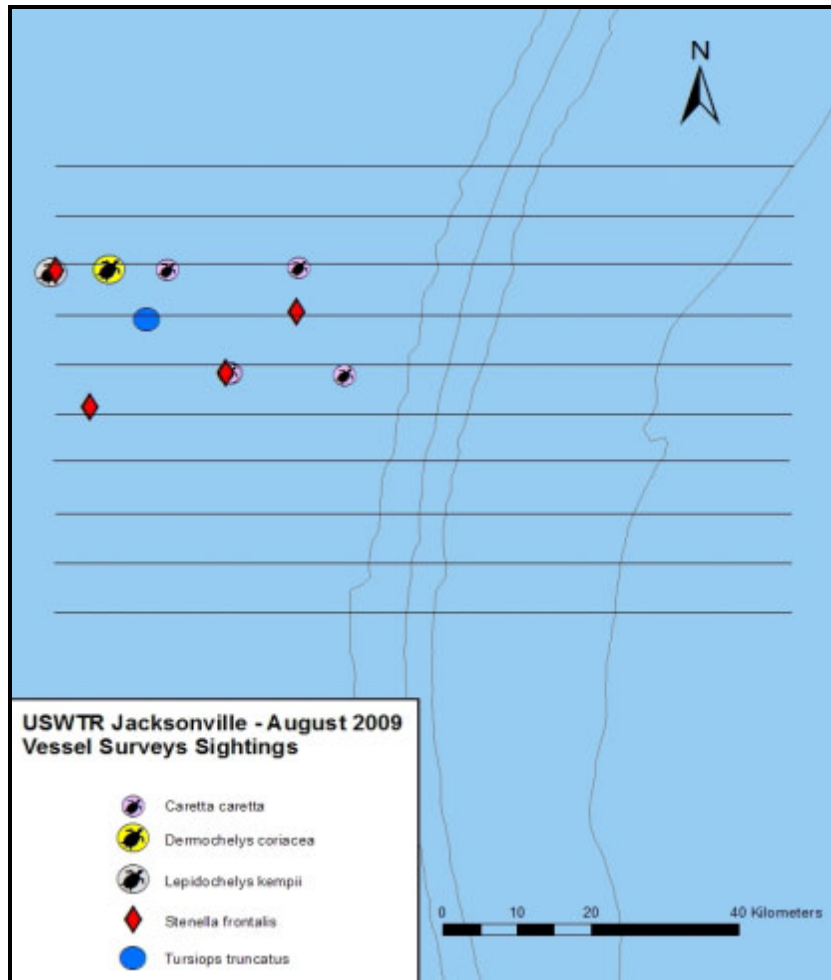 N
USWTR Jacksonville - August 2009
Vessel Surveys Sightings
Caretta caretta
Dermochelys coriacea
Lepidochelys kempii
Stenella frontalis
Tursiops truncatus
0 10 20 40 Kilometers